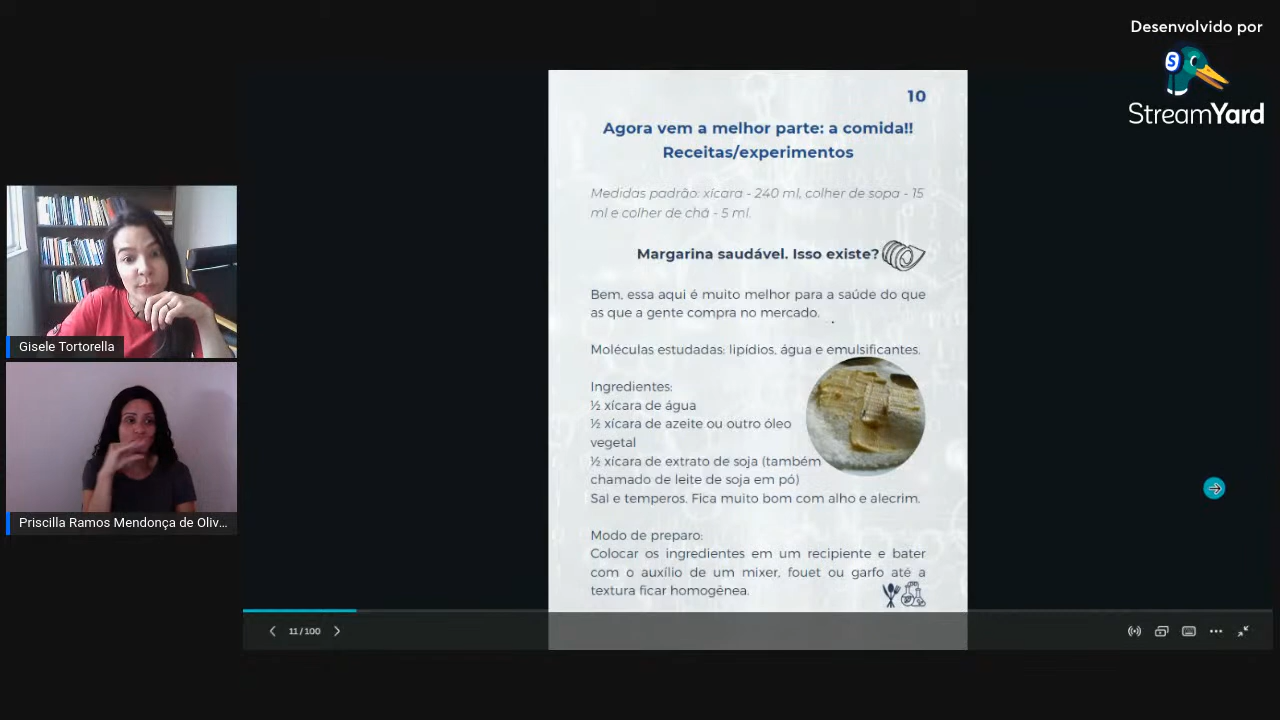 Desenvolvido por
StreamYard
10
Agora vem a melhor parte: a comida!!
Receitas/experimentos
Medidas padrão: xícara - 240 ml, colher de sopa - 15
ml e colher de chá - 5 ml.
Margarina saudável. Isso existe?
Bem, essa aqui é muito melhor para a saúde do que
as que a gente compra no mercado.
Moléculas estudadas: lipídios, água e emulsificantes.
Ingredientes:
½ xícara de água
½ xícara de azeite ou outro óleo
vegetal
½ xícara de extrato de soja (também
chamado de leite de soja em pó)
Sal e temperos. Fica muito bom com alho e alecrim.
Modo de preparo:
Colocar os ingredientes em um recipiente e bater
com o auxílio de um mixer, fouet ou garfo até a
textura ficar homogênea.
Gisele Tortorella
Priscilla Ramos Mendonça de Oliv...
11 / 100